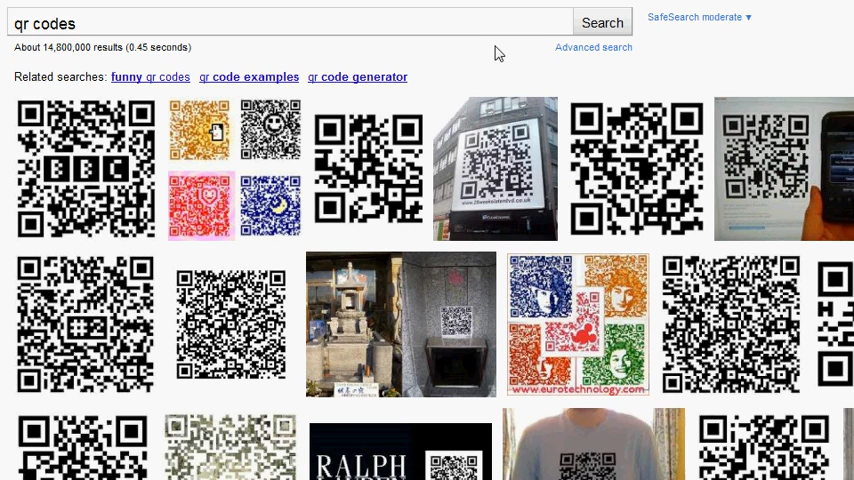 qr codes
Search
SafeSearch moderate ▼
About 14,800,000 results (0.45 seconds)
Advanced search
Related searches: funny qr codes qr code examples qr code generator
BBC
www.eurotechnology.com
RALPH